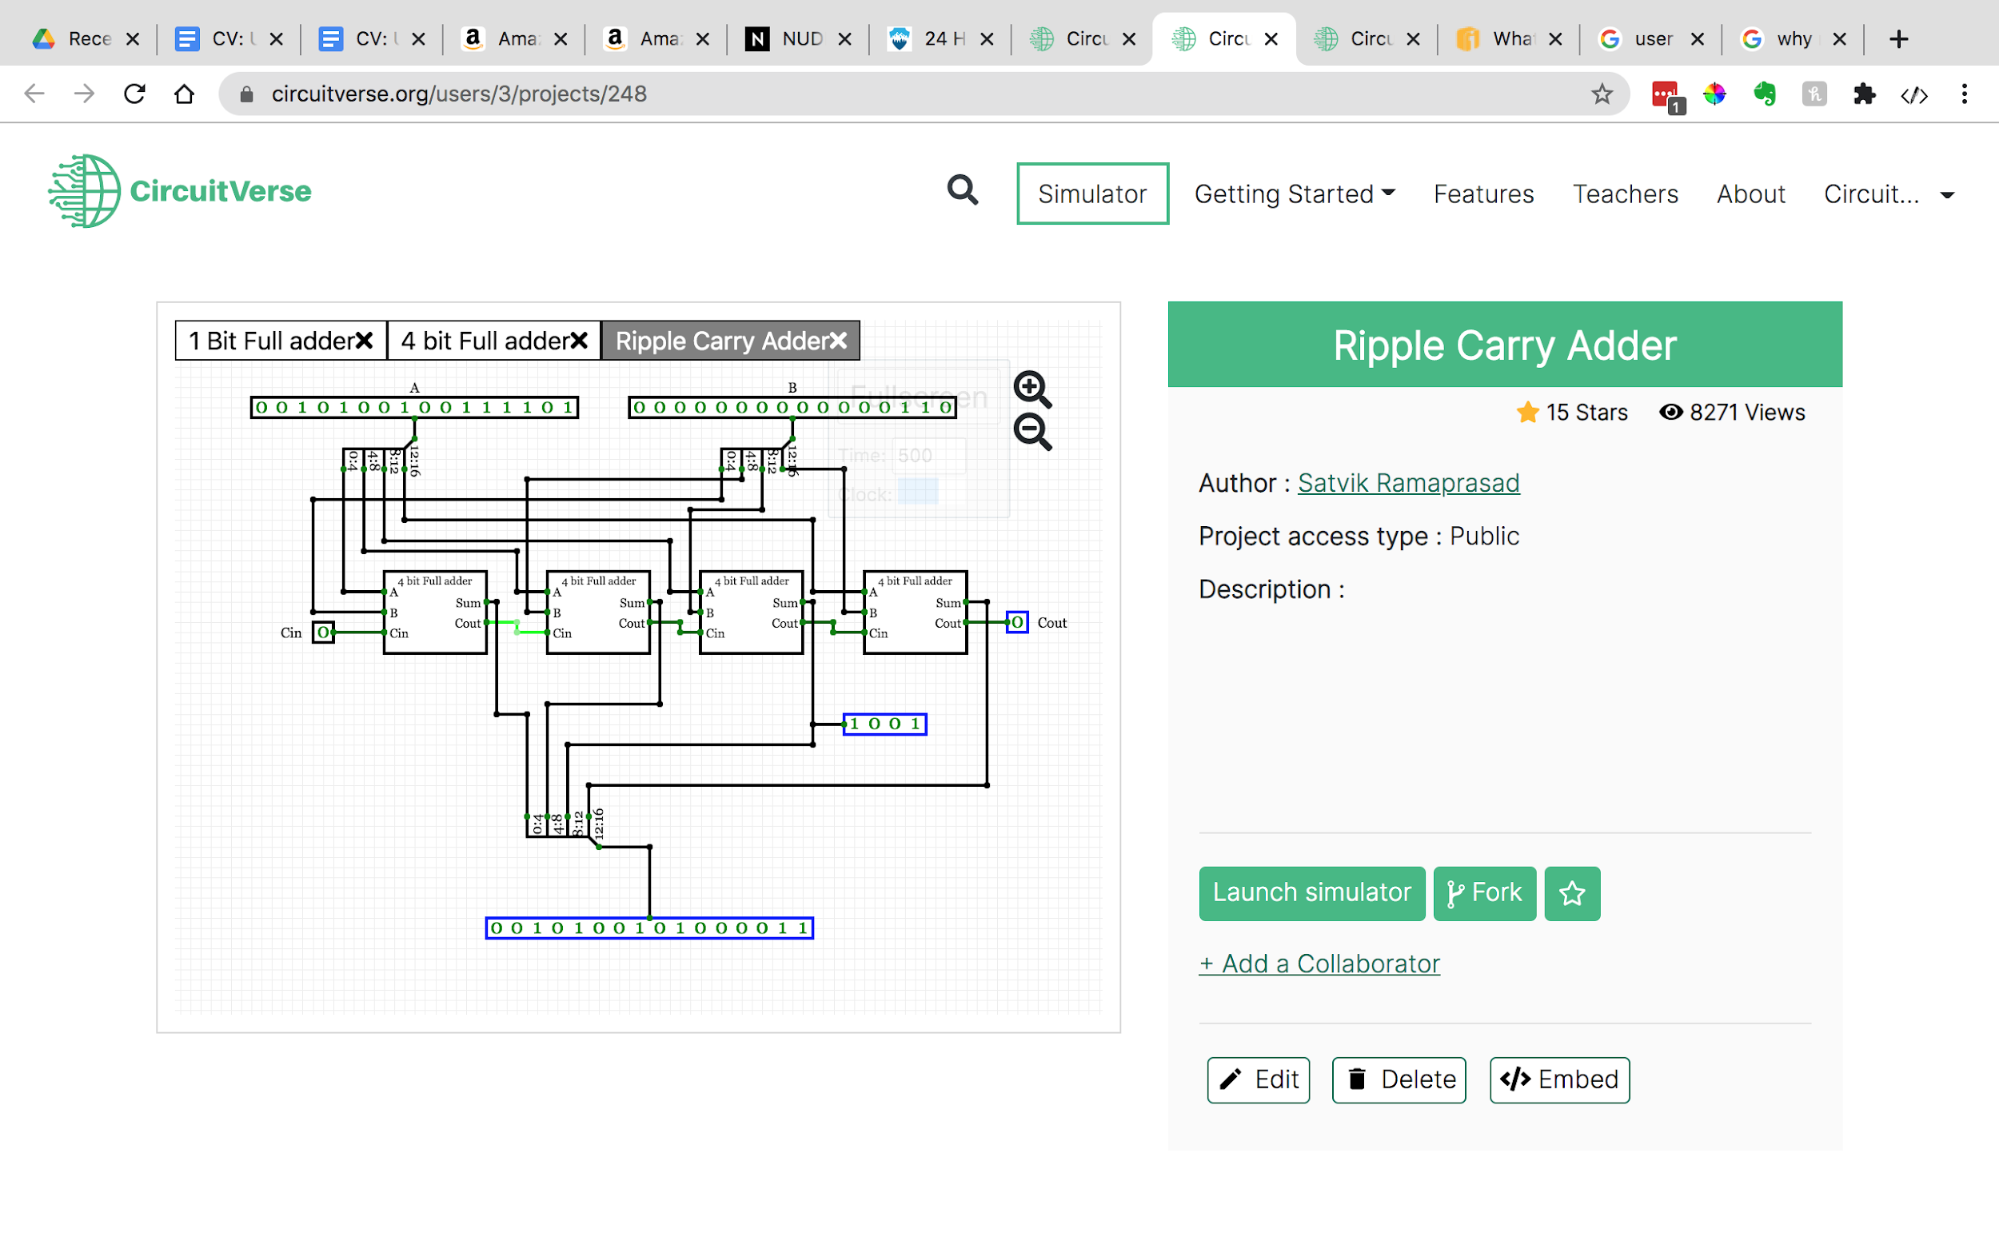 Rece
CV: U
CV: U
Ama
Ama
NUD
24 H
Circu
Circu
Circu
What
user
why
circuitverse.org/users/3/projects/248
1
CircuitVerse
Simulator
Getting Started
Features
Teachers
About
Circuit...
1 Bit Full adder
4 bit Full adder
Ripple Carry Adder
Fullscreen
Time: 500
Clock:
A
0 0 1 0 1 0 0 1 0 0 1 1 1 1 0 1
B
0 0 0 0 0 0 0 0 0 0 0 0 0 1 1 0
0:4 4:8 8:12 12:16
0:4 4:8 8:12 12:16
4 bit Full adder
A
B
Cin
Sum
Cout
4 bit Full adder
A
B
Cin
Sum
Cout
4 bit Full adder
A
B
Cin
Sum
Cout
4 bit Full adder
A
B
Cin
Sum
Cout
Cin 0
0 Cout
1 0 0 1
0:4 4:8 8:12 12:16
0 0 1 0 1 0 0 1 0 1 0 0 0 0 1 1
Ripple Carry Adder
15 Stars
8271 Views
Author : Satvik Ramaprasad
Project access type : Public
Description :
Launch simulator
Fork
+ Add a Collaborator
Edit
Delete
Embed